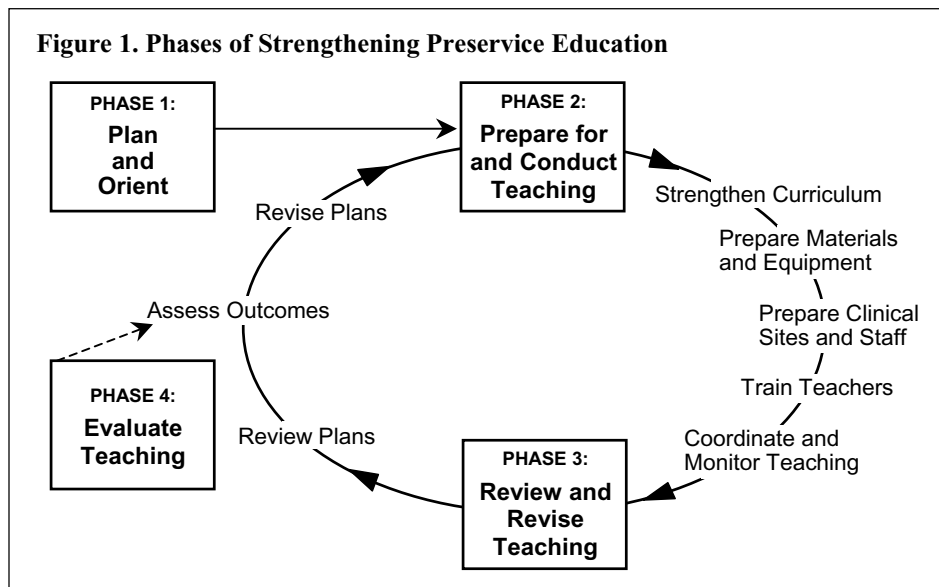 Figure 1. Phases of Strengthening Preservice Education
PHASE 1:
Plan
and
Orient
PHASE 2:
Prepare for
and Conduct
Teaching
Strengthen Curriculum
Prepare Materials
and Equipment
Prepare Clinical
Sites and Staff
Train Teachers
Coordinate and
Monitor Teaching
PHASE 3:
Review and
Revise
Teaching
Review Plans
Assess Outcomes
Revise Plans
PHASE 4:
Evaluate
Teaching